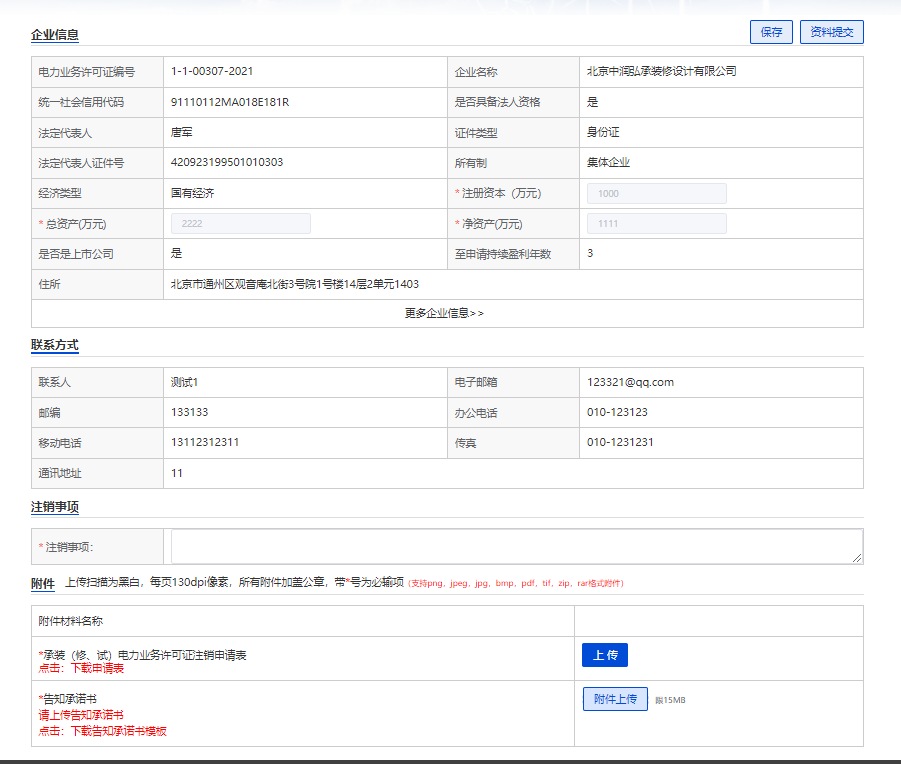 企业信息
保存
资料提交
电力业务许可证编号 1-1-00307-2021 企业名称 北京中润弘承装修设计有限公司
统一社会信用代码 91110112MA018E181R 是否具备法人资格 是
法定代表人 唐军 证件类型 身份证
法定代表人证件号 420923199501010303 所有制 集体企业
经济类型 国有经济 *注册资本（万元） 1000
*总资产(万元) 2222 *净资产(万元) 1111
是否是上市公司 是 至申请持续盈利年数 3
住所 北京市通州区观音庵北街3号院1号楼14层2单元1403
更多企业信息>>
联系方式
联系人 测试1 电子邮箱 123321@qq.com
邮编 133133 办公电话 010-123123
移动电话 13112312311 传真 010-1231231
通讯地址 11
注销事项
*注销事项:
附件 上传扫描为黑白，每页130dpi像素，所有附件加盖公章，带*号为必输项（支持png，jpeg，jpg，bmp，pdf，tif，zip，rar格式附件）
附件材料名称
*承装（修、试）电力业务许可证注销申请表 上 传
点击：下载申请表
*告知承诺书 附件上传 限15MB
请上传告知承诺书
点击：下载告知承诺书模板